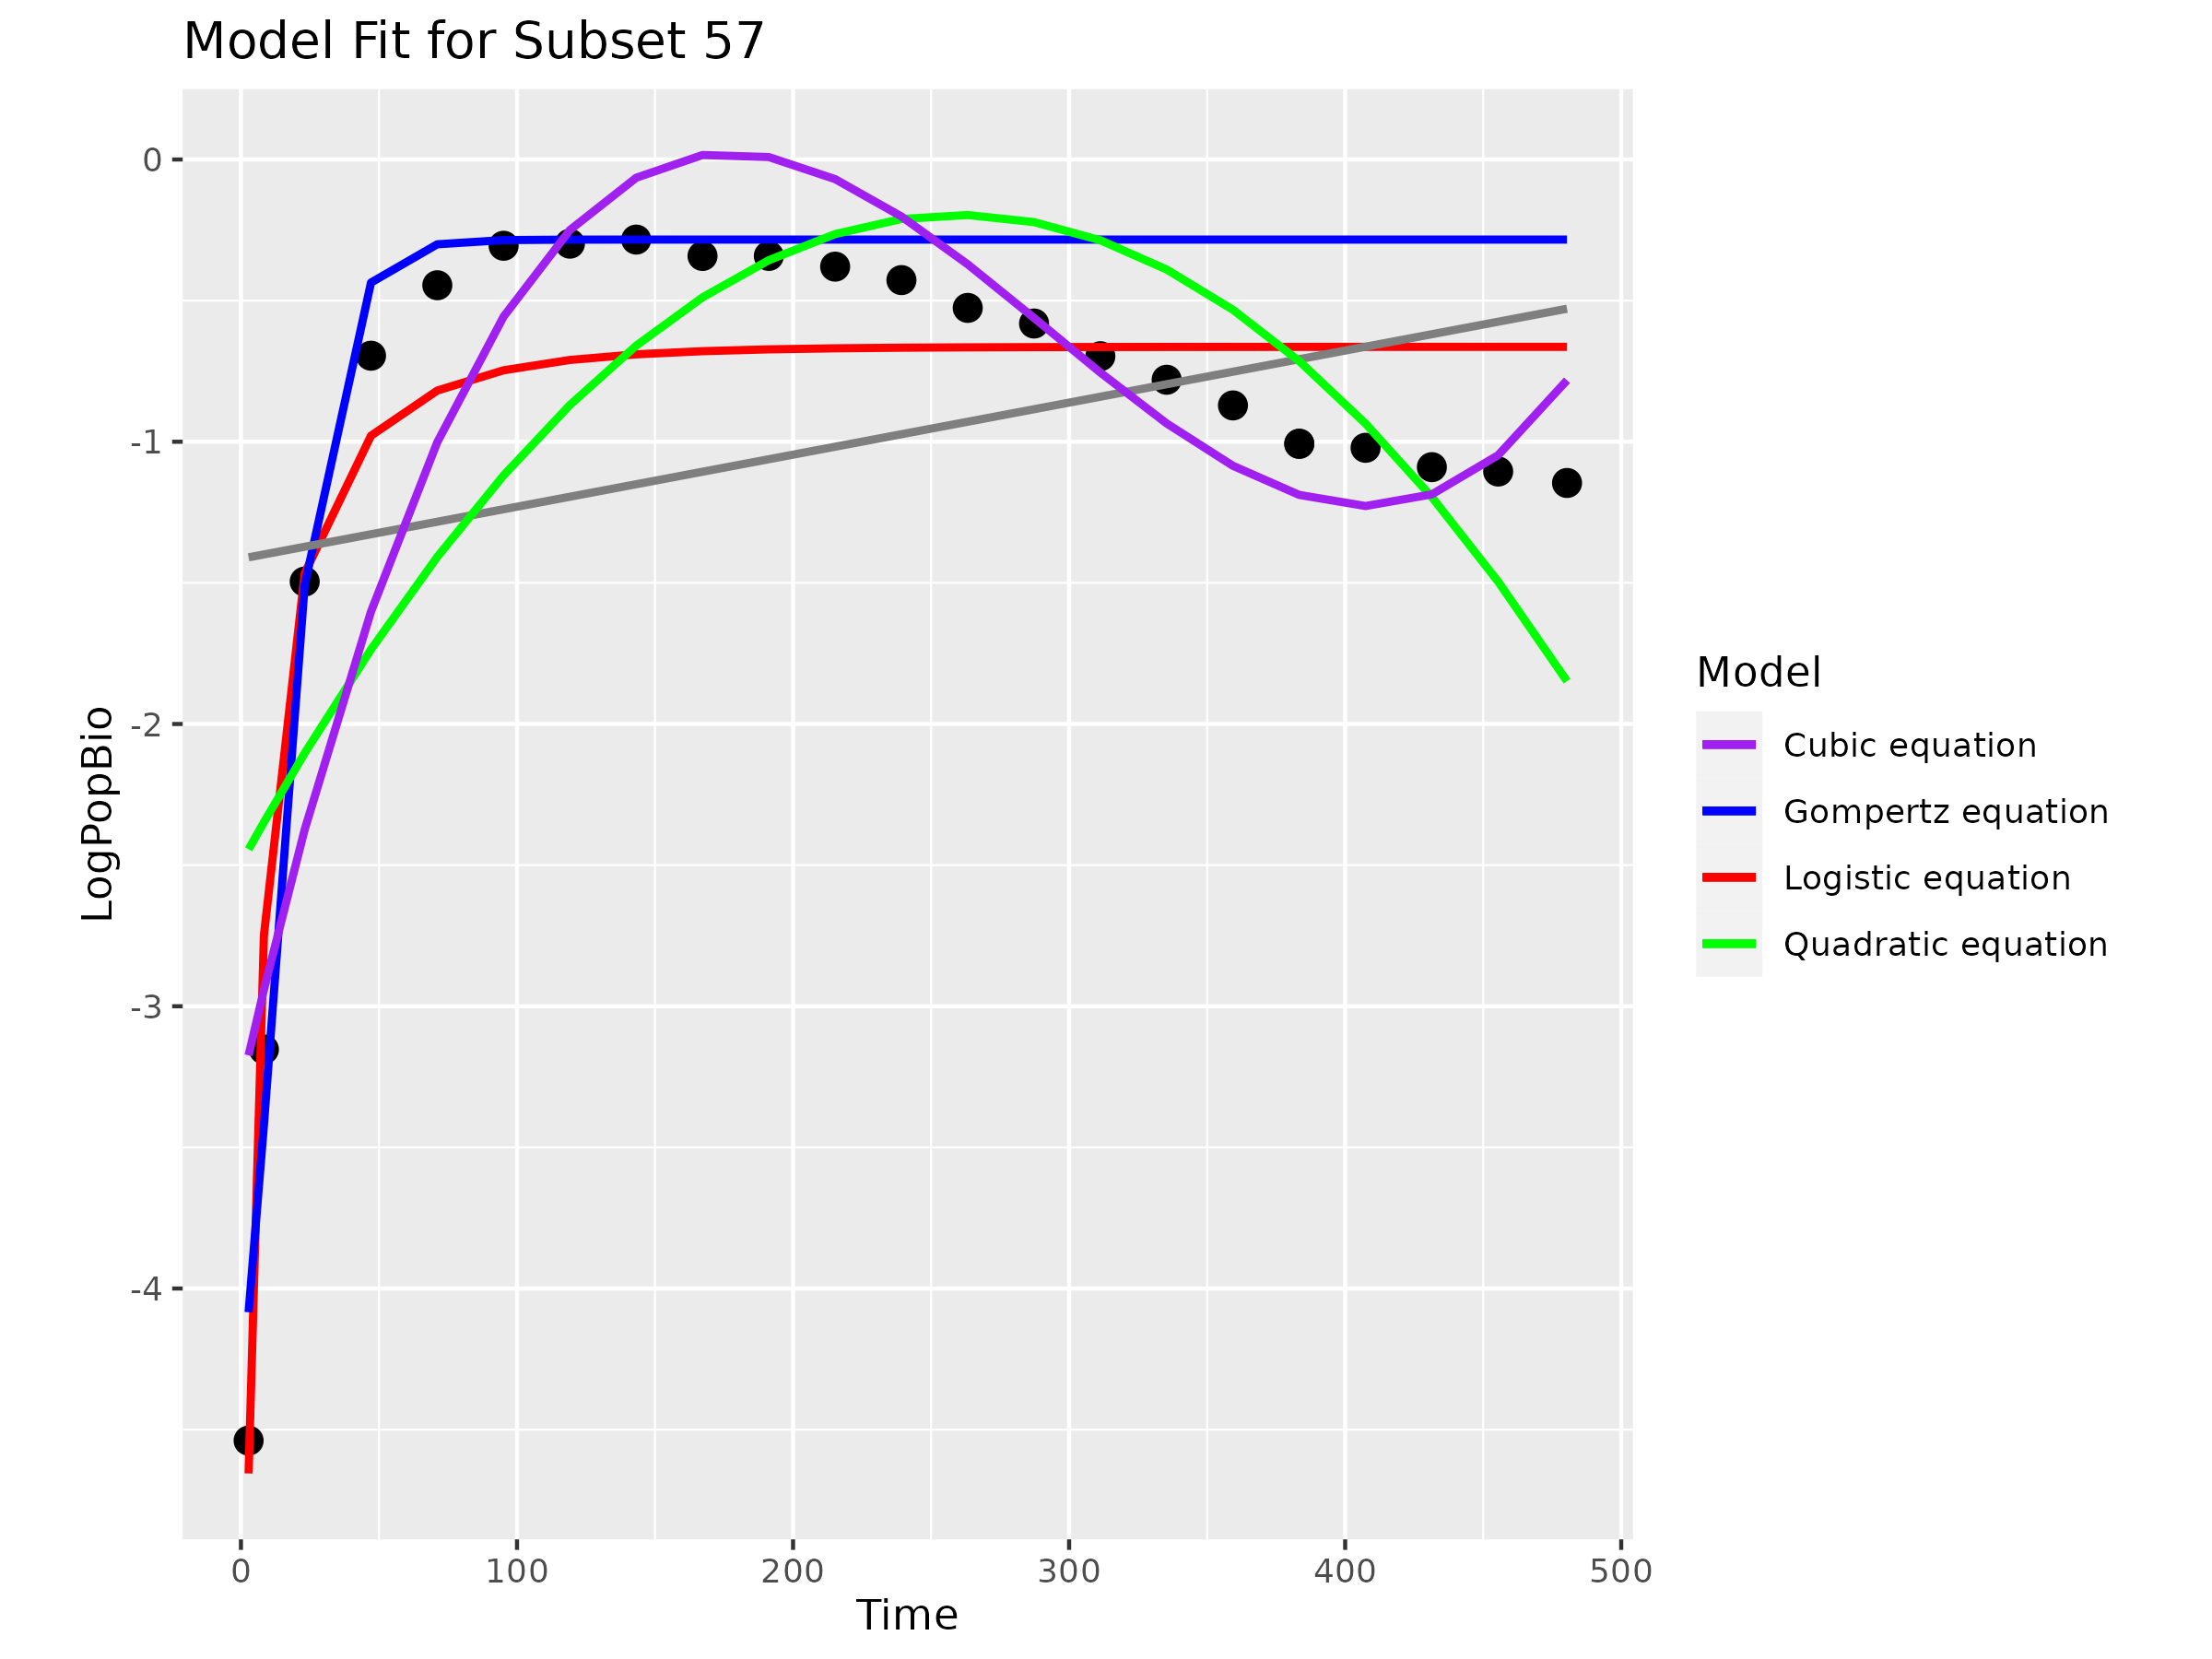 Model Fit for Subset 57
0
-1
-2
-3
-4
LogPopBio
0 100 200 300 400 500
Time
Model
Cubic equation
Gompertz equation
Logistic equation
Quadratic equation